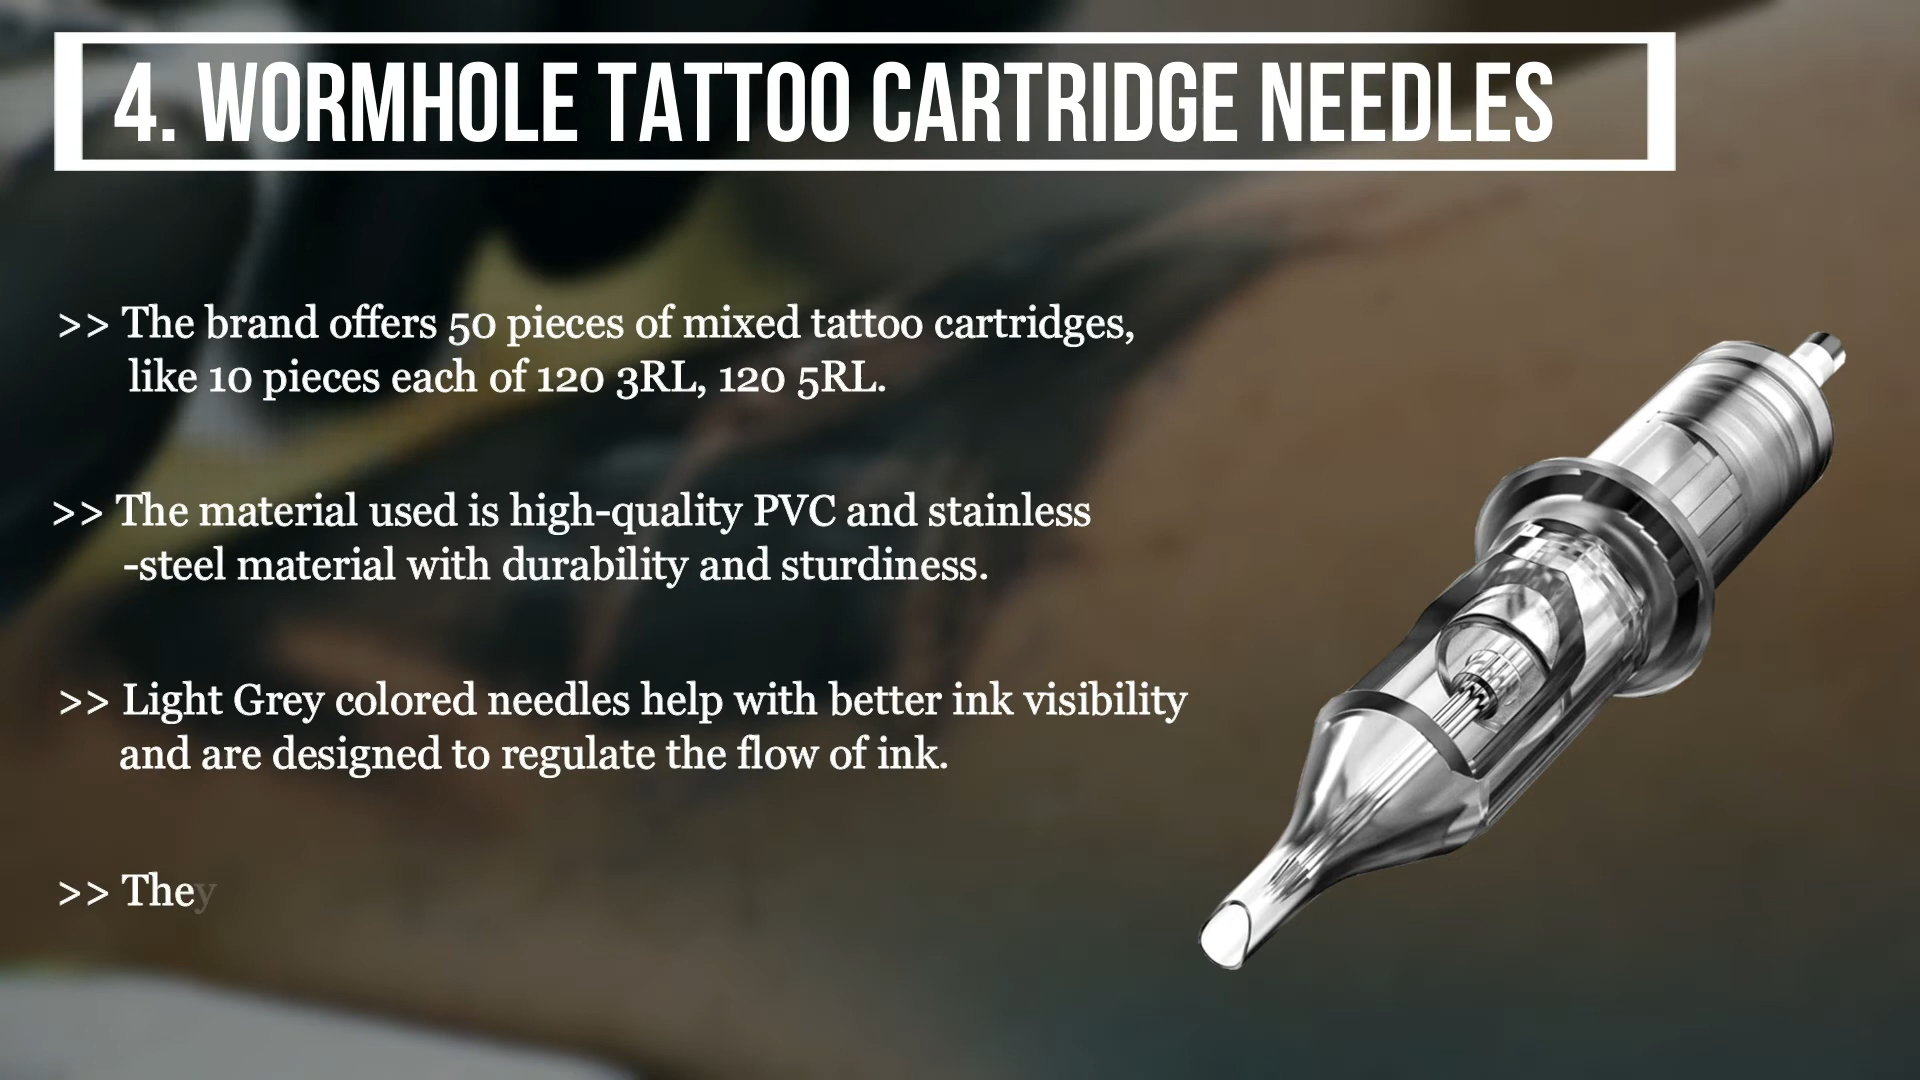 4. WORMHOLE TATTOO CARTRIDGE NEEDLES
>> The brand offers 50 pieces of mixed tattoo cartridges,
like 10 pieces each of 120 3RL, 120 5RL.
>> The material used is high-quality PVC and stainless
-steel material with durability and sturdiness.
>> Light Grey colored needles help with better ink visibility
and are designed to regulate the flow of ink.
>> They